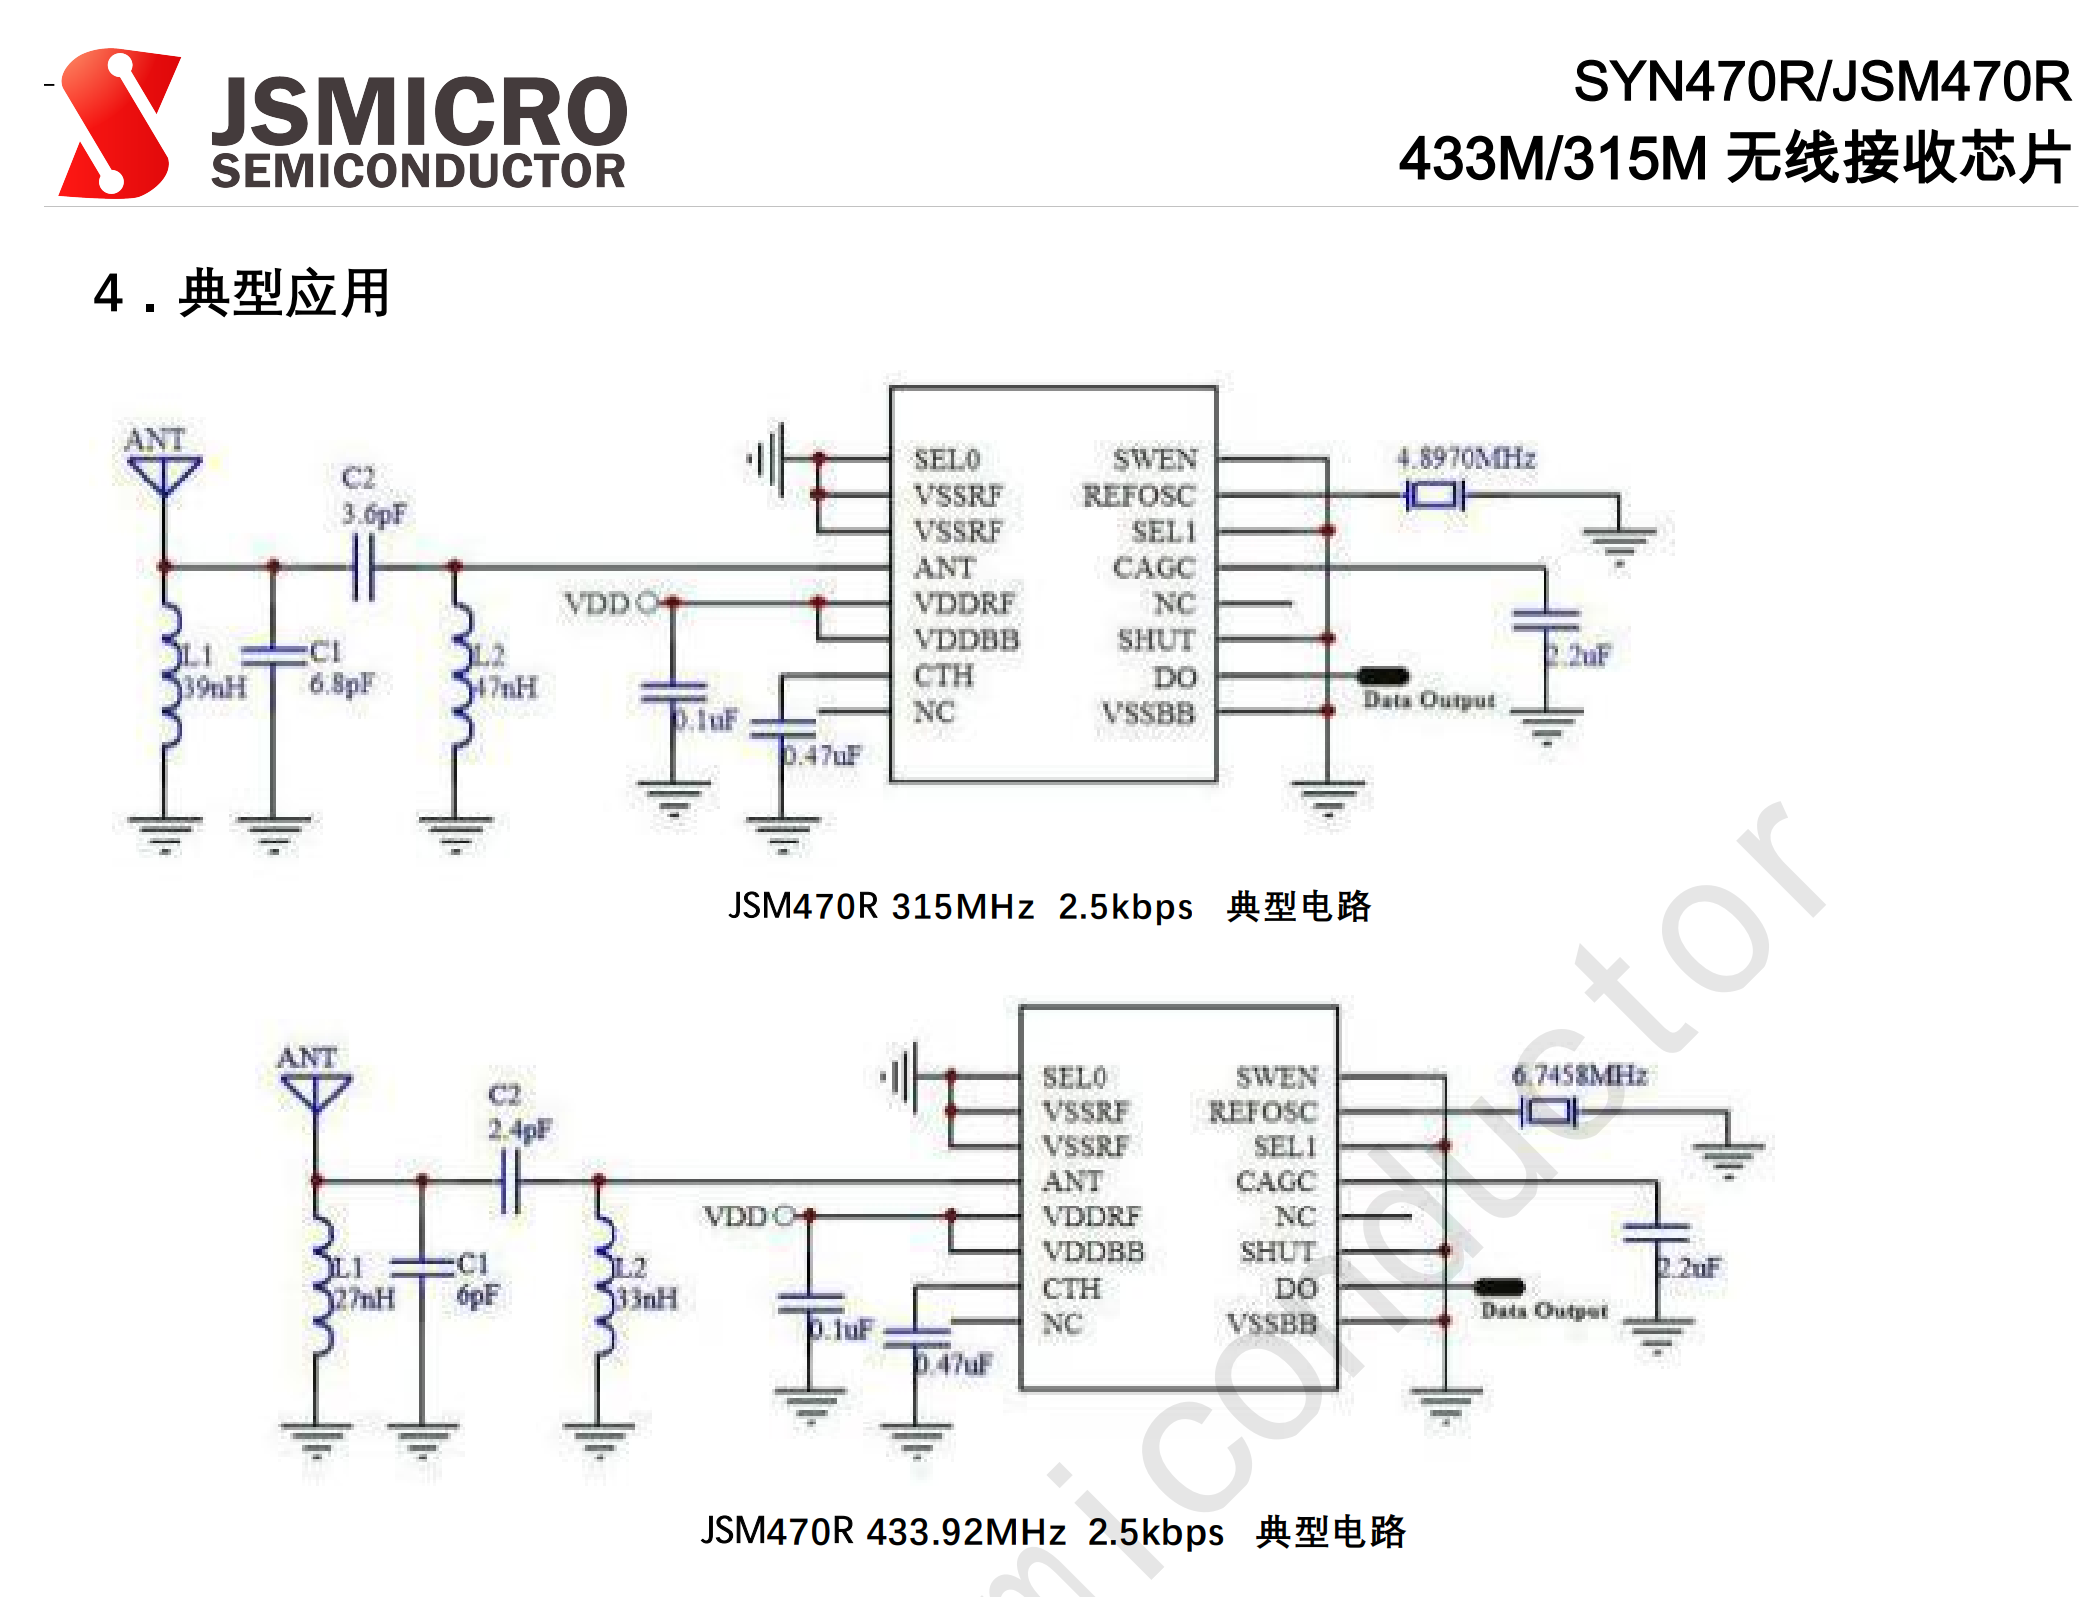 JSMICRO
SEMICONDUCTOR
SYN470R/JSM470R
433M/315M 无线接收芯片
4．典型应用
ANT
C2
3.6pF
L1
39nH
C1
6.8pF
L2
47nH
VDD
0.1uF
0.47uF
SEL0
VSSRF
VSSRF
ANT
VDDRF
VDDBB
CTH
NC
SWEN
REFOSC
SEL1
CAGC
NC
SHUT
DO
VSSBB
4.8970MHz
2.2uF
Data Output
JSM470R 315MHz 2.5kbps 典型电路
ANT
C2
2.4pF
L1
27nH
C1
6pF
L2
33nH
VDD
0.1uF
0.47uF
SEL0
VSSRF
VSSRF
ANT
VDDRF
VDDBB
CTH
NC
SWEN
REFOSC
SEL1
CAGC
NC
SHUT
DO
VSSBB
6.7458MHz
2.2uF
Data Output
JSM470R 433.92MHz 2.5kbps 典型电路
miconductor